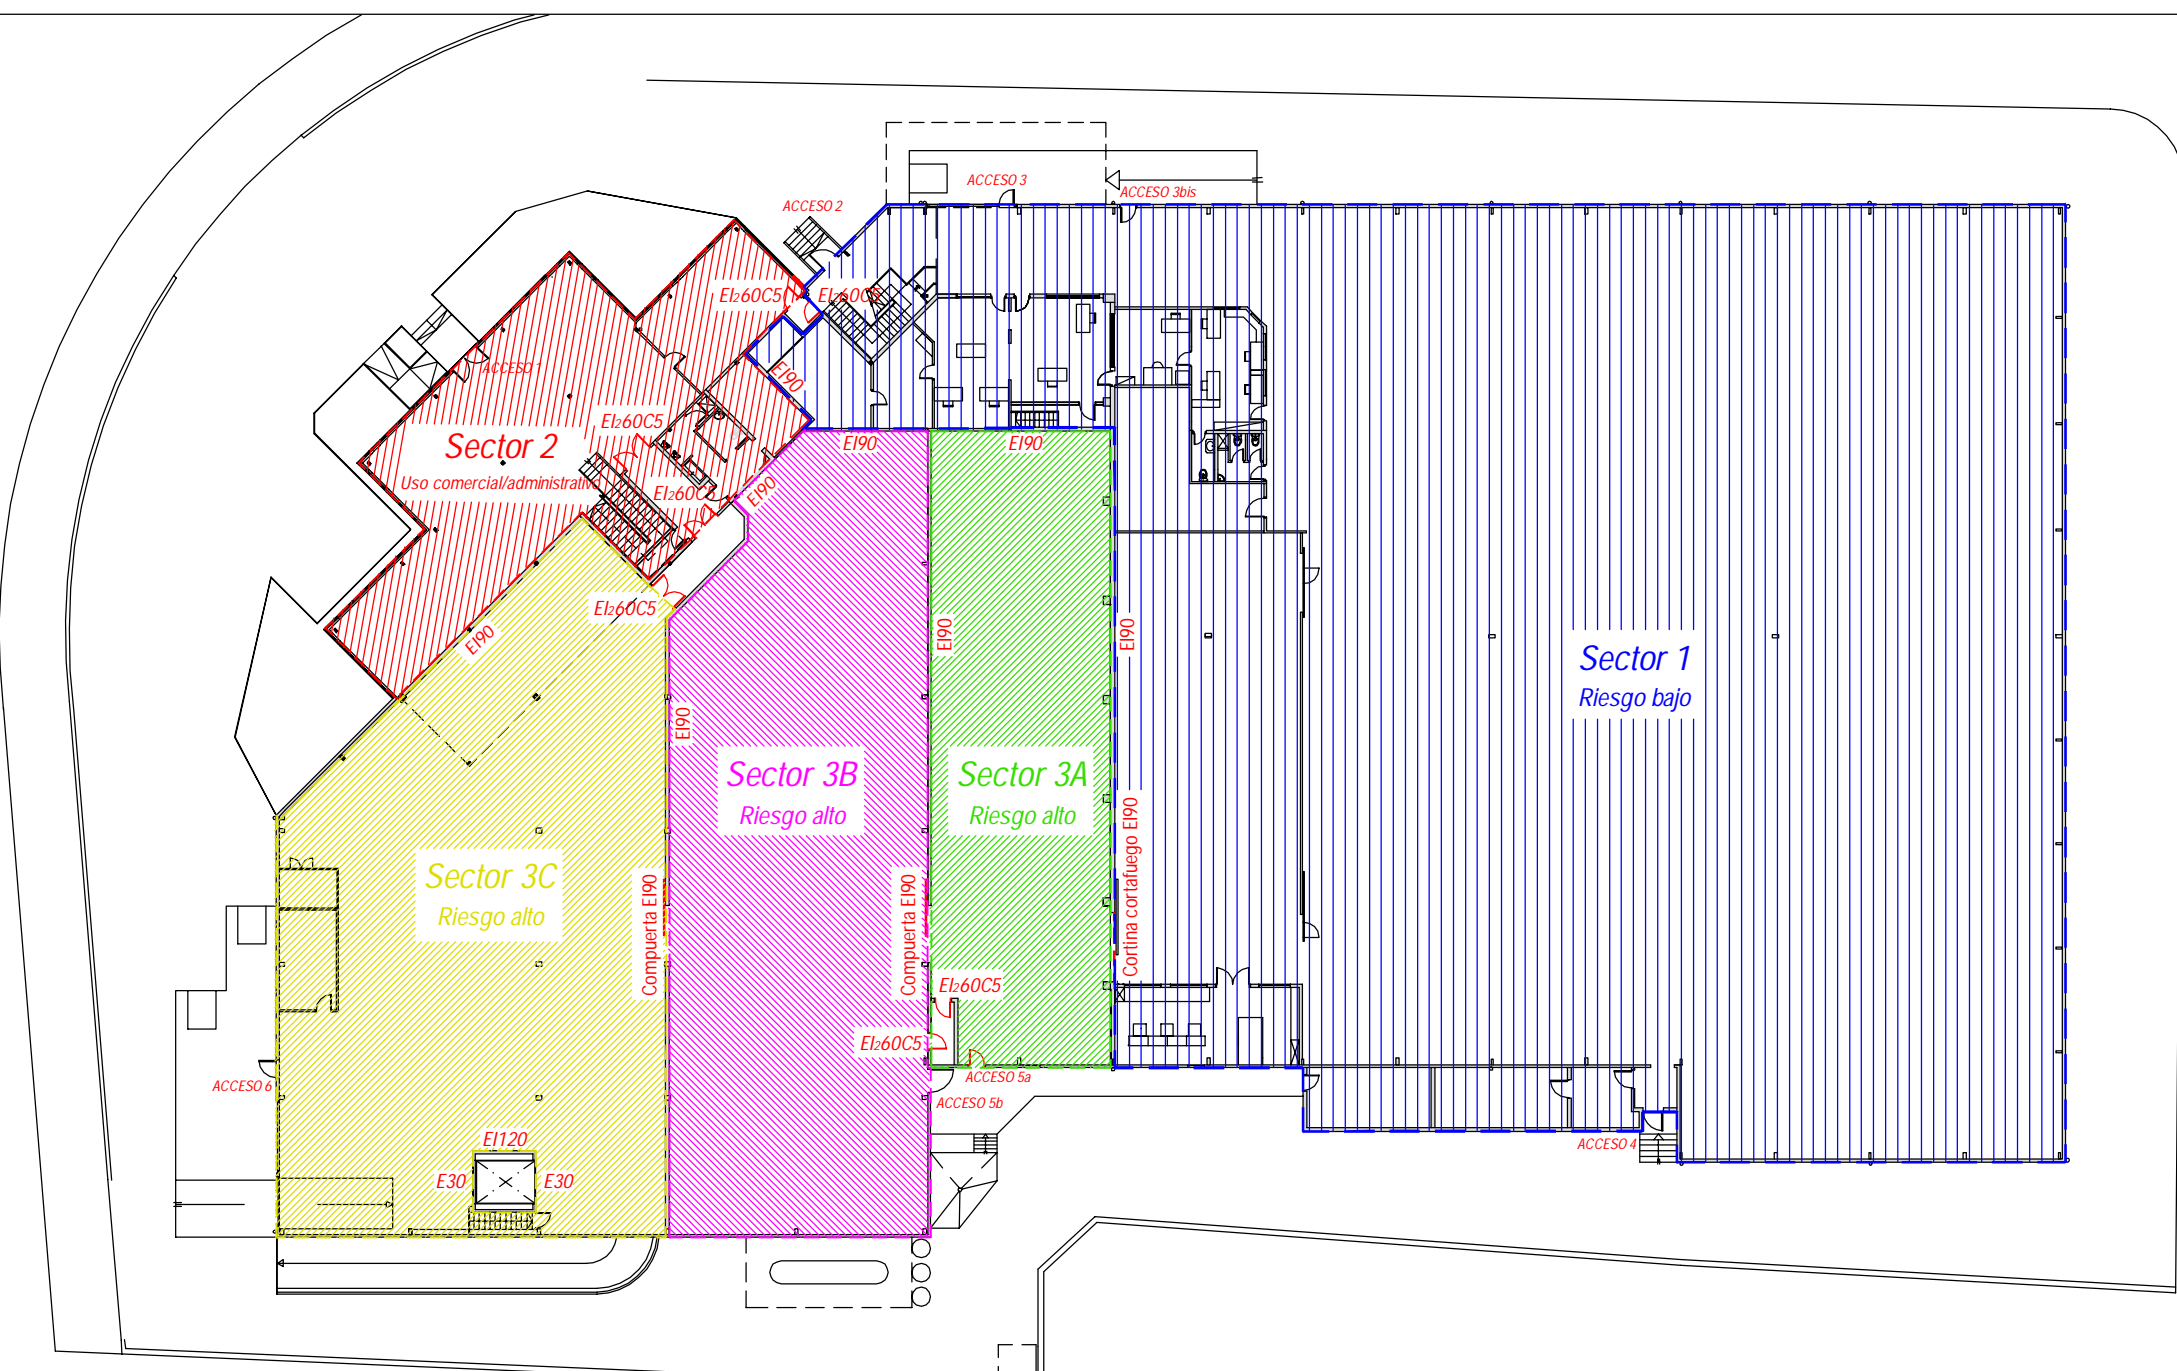 ACCESO 3
ACCESO 3bis
ACCESO 2
EI260C5
EI260C5
ACCESO 1
EI90
EI260C5
Sector 2
Uso comercial/administrativo
EI90
EI90
EI260C5
EI90
EI260C5
EI90
EI90
EI90
EI90
Sector 1
Riesgo bajo
Sector 3B
Riesgo alto
Sector 3A
Riesgo alto
Sector 3C
Riesgo alto
Compuerta EI90
Compuerta EI90
Cortina cortafuego EI90
EI260C5
EI260C5
ACCESO 5a
ACCESO 6
ACCESO 5b
EI120
ACCESO 4
E30
E30